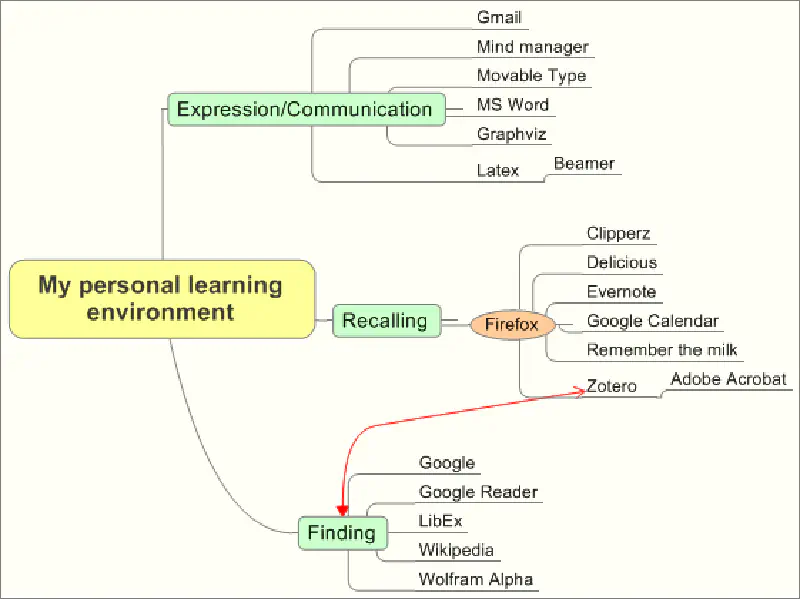 Gmail
Mind manager
Movable Type
Expression/Communication
MS Word
Graphviz
Latex
Beamer
Clipperz
Delicious
My personal learning
environment
Evernote
Recalling
Firefox
Google Calendar
Remember the milk
Zotero
Adobe Acrobat
Google
Google Reader
LibEx
Finding
Wikipedia
Wolfram Alpha